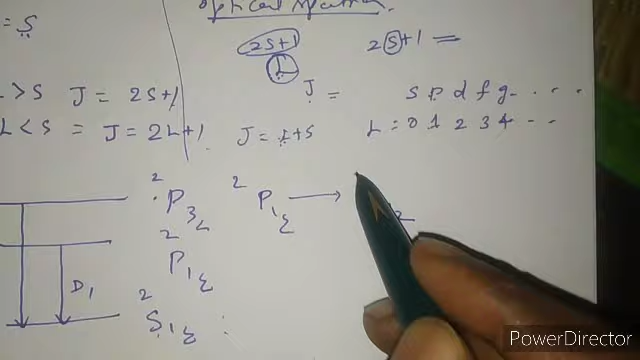 = S
Optical
2S+1 2S+1 =
L
J =
L > S J = 2S+1
S P d f g - - - -
L < S = J = 2L+1 J = L+S L = 0 1 2 3 4 - -
2P3/2 2P1/2 →
2P1/2
D1
2S1/2 :
PowerDirector